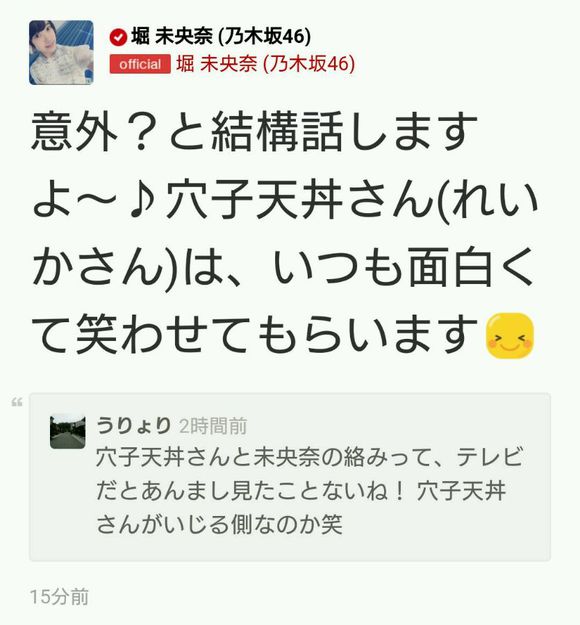 堀 未央奈 (乃木坂46)
official 堀 未央奈 (乃木坂46)
意外？と結構話します
よ～♪穴子天丼さん(れい
かさん)は、いつも面白く
て笑わせてもらいます
うりょり 2時間前
穴子天丼さんと未央奈の絡みって、テレビ
だとあんまし見たことないね！ 穴子天丼
さんがいじる側なのか笑
15分前